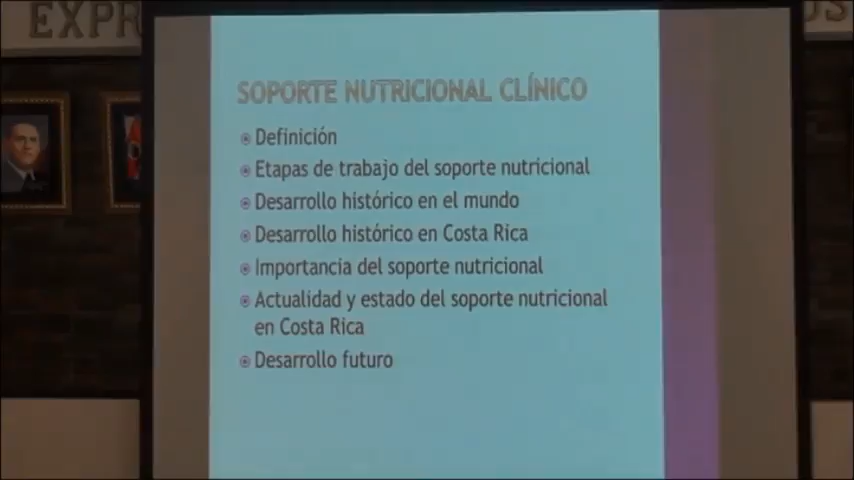 EXPR
OS
SOPORTE NUTRICIONAL CLÍNICO
Definición
Etapas de trabajo del soporte nutricional
Desarrollo histórico en el mundo
Desarrollo histórico en Costa Rica
Importancia del soporte nutricional
Actualidad y estado del soporte nutricional
en Costa Rica
Desarrollo futuro